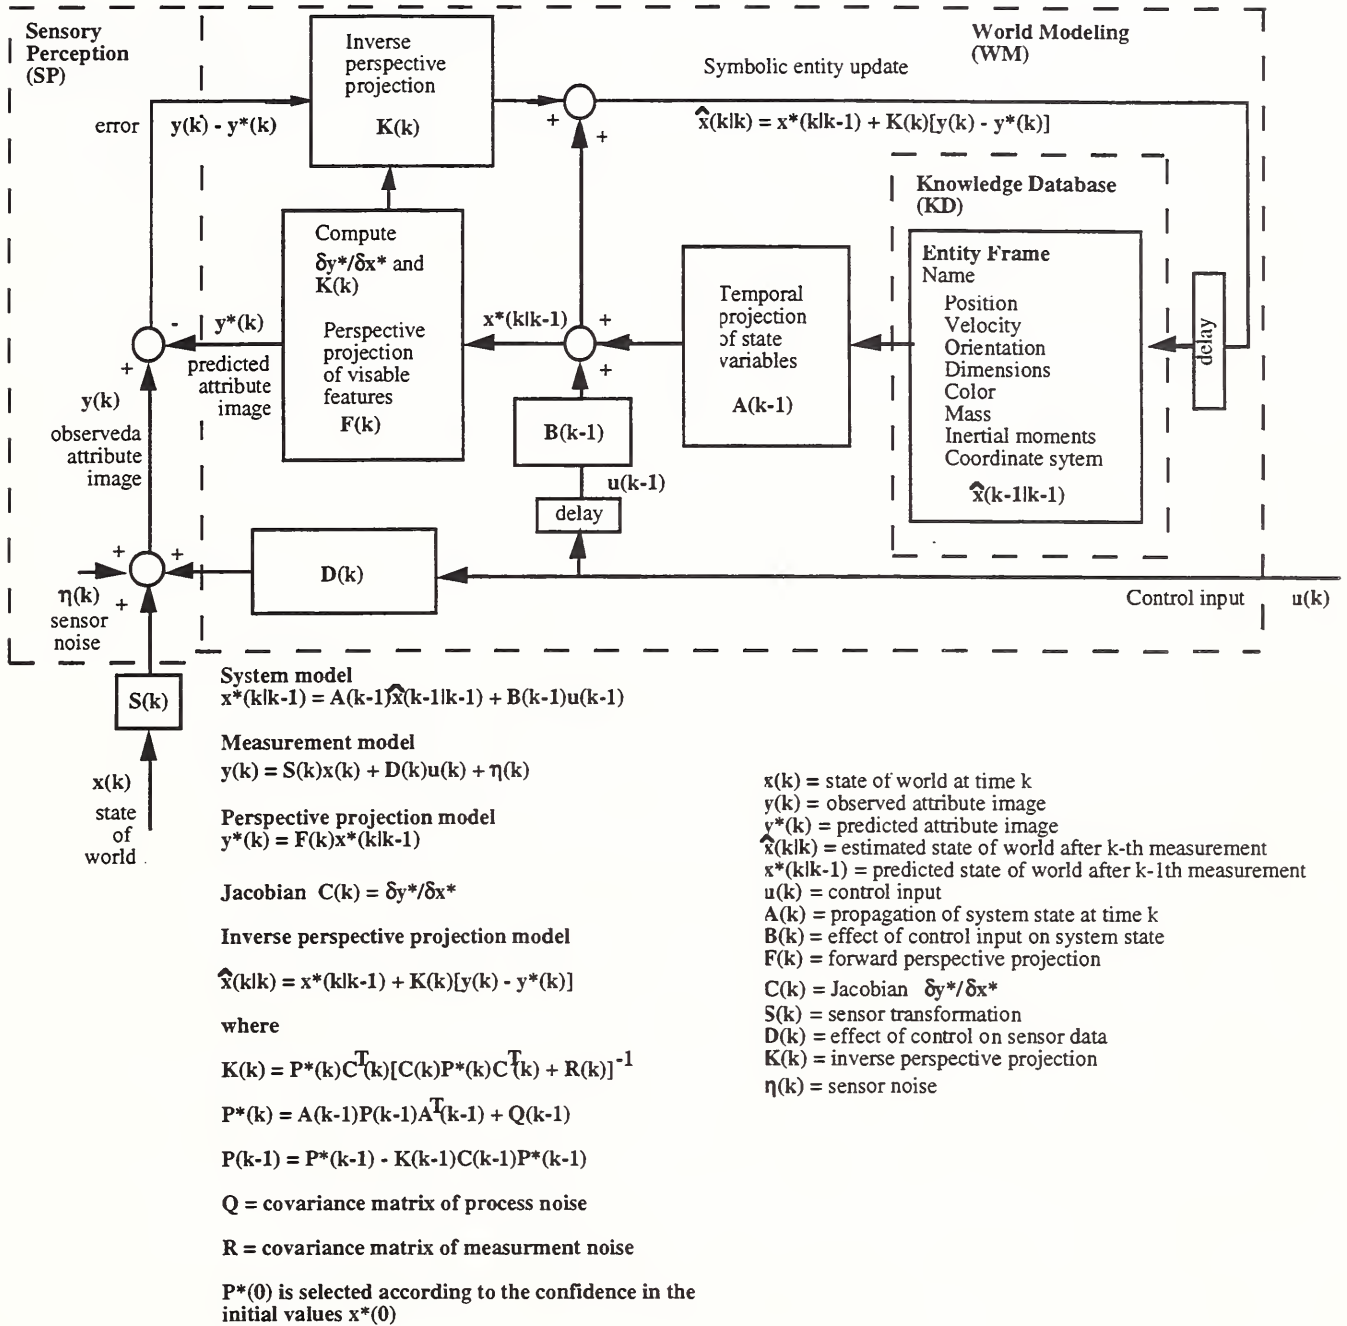 Sensory
Perception
(SP)
World Modeling
(WM)
Inverse
perspective
projection
K(k)
Symbolic entity update
error
y(k) - y*(k)
+
+
x̂(k|k) = x*(k|k-1) + K(k)[y(k) - y*(k)]
Knowledge Database
(KD)
Entity Frame
Name
Position
Velocity
Orientation
Dimensions
Color
Mass
Inertial moments
Coordinate sytem
x̂(k-1|k-1)
delay
Compute
δy*/δx* and
K(k)
Perspective
projection
of visable
features
F(k)
Temporal
projection
of state
variables
A(k-1)
x*(k|k-1)
+
+
y*(k)
-
+
predicted
attribute
image
y(k)
observeda
attribute
image
B(k-1)
u(k-1)
delay
+
+
+
D(k)
η(k)
sensor
noise
Control input
u(k)
S(k)
x(k)
state
of
world
System model
x*(k|k-1) = A(k-1)x̂(k-1|k-1) + B(k-1)u(k-1)
Measurement model
y(k) = S(k)x(k) + D(k)u(k) + η(k)
Perspective projection model
y*(k) = F(k)x*(k|k-1)
Jacobian C(k) = δy*/δx*
Inverse perspective projection model
x̂(k|k) = x*(k|k-1) + K(k)[y(k) - y*(k)]
where
K(k) = P*(k)C^T(k)[C(k)P*(k)C^T(k) + R(k)]^-1
P*(k) = A(k-1)P(k-1)A^T(k-1) + Q(k-1)
P(k-1) = P*(k-1) - K(k-1)C(k-1)P*(k-1)
Q = covariance matrix of process noise
R = covariance matrix of measurment noise
P*(0) is selected according to the confidence in the
initial values x*(0)
x(k) = state of world at time k
y(k) = observed attribute image
y*(k) = predicted attribute image
x̂(k|k) = estimated state of world after k-th measurement
x*(k|k-1) = predicted state of world after k-1th measurement
u(k) = control input
A(k) = propagation of system state at time k
B(k) = effect of control input on system state
F(k) = forward perspective projection
C(k) = Jacobian δy*/δx*
S(k) = sensor transformation
D(k) = effect of control on sensor data
K(k) = inverse perspective projection
η(k) = sensor noise